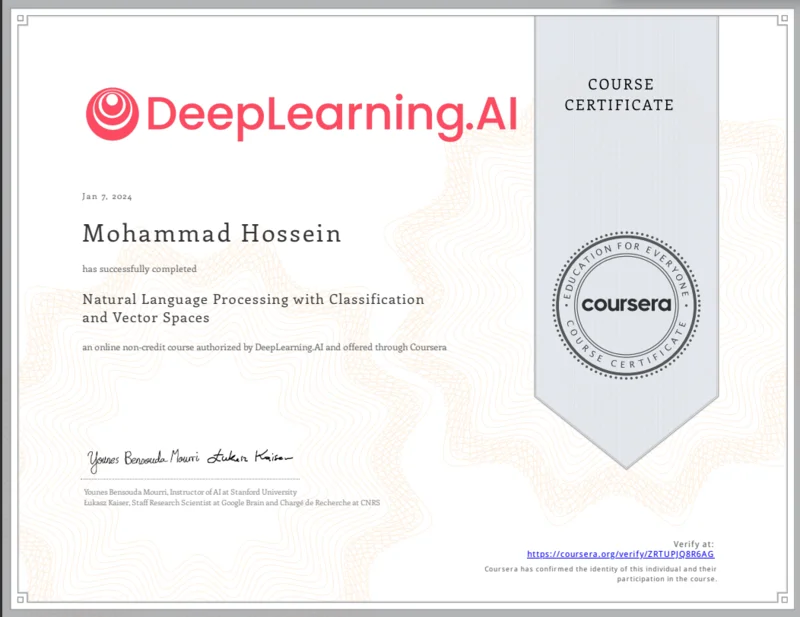 DeepLearning.AI
COURSE
CERTIFICATE
Jan 7, 2024
Mohammad Hossein
has successfully completed
Natural Language Processing with Classification
and Vector Spaces
an online non-credit course authorized by DeepLearning.AI and offered through Coursera
EDUCATION FOR EVERYONE
coursera
COURSE CERTIFICATE
Younes Bensouda Mourri Łukasz Kaiser
Younes Bensouda Mourri, Instructor of AI at Stanford University
Łukasz Kaiser, Staff Research Scientist at Google Brain and Chargé de Recherche at CNRS
Verify at:
https://coursera.org/verify/ZRTUPJQ8R6AG
Coursera has confirmed the identity of this individual and their
participation in the course.